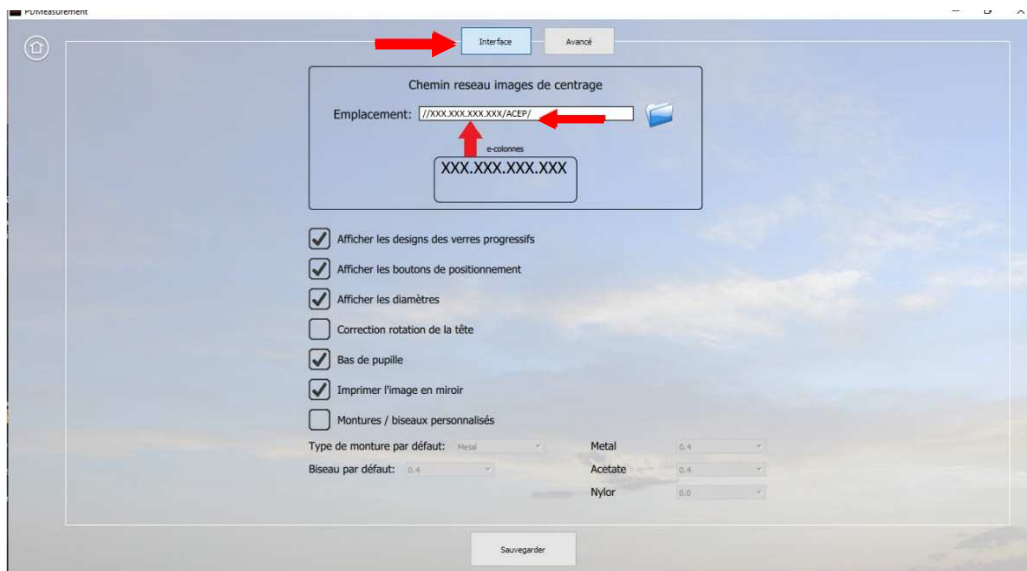 PDMeasurement
Interface Avancé
Chemin reseau images de centrage
Emplacement: //XXX.XXX.XXX.XXX/ACEP/
e-colonnes
XXX.XXX.XXX.XXX
Afficher les designs des verres progressifs
Afficher les boutons de positionnement
Afficher les diamètres
Correction rotation de la tête
Bas de pupille
Imprimer l'image en miroir
Montures / biseaux personnalisés
Type de monture par défaut: Metal Metal 0.4
Biseau par défaut: 0.4 Acetate 0.4
Nylor 0.0
Sauvegarder